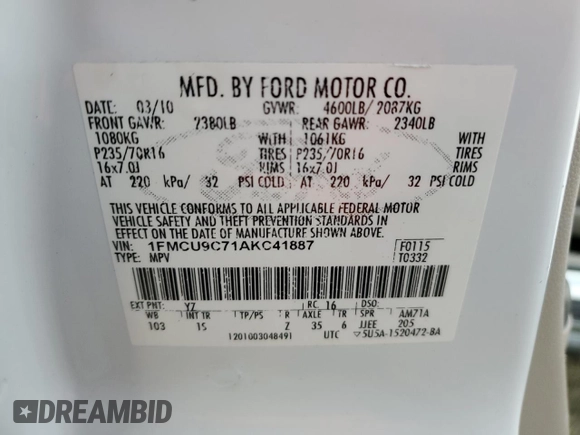 MFD. BY FORD MOTOR CO.
DATE: 03/10 GVWR: 4600LB/ 2087KG
FRONT GAWR: 2380LB REAR GAWR: 2340LB
1080KG WITH 1061KG WITH
P235/70R16 TIRES P235/70R16 TIRES
16x7.0J RIMS 16x7.0J RIMS
AT 220 kPa/ 32 PSI COLD AT 220 kPa/ 32 PSI COLD
THIS VEHICLE CONFORMS TO ALL APPLICABLE FEDERAL MOTOR
VEHICLE SAFETY AND THEFT PREVENTION STANDARDS IN
EFFECT ON THE DATE OF MANUFACTURE SHOWN ABOVE.
VIN: 1FMCU9C71AKC41887 F0115
TYPE: MPV T0332
EXT PNT: Y7 RC: 16 DSO:
WB INT TR TP/PS R AXLE TR SPR AM71A
103 1S Z 35 6 JJEE 205
1201003048491 UTC 5U5A-1520472-BA
DREAMBID